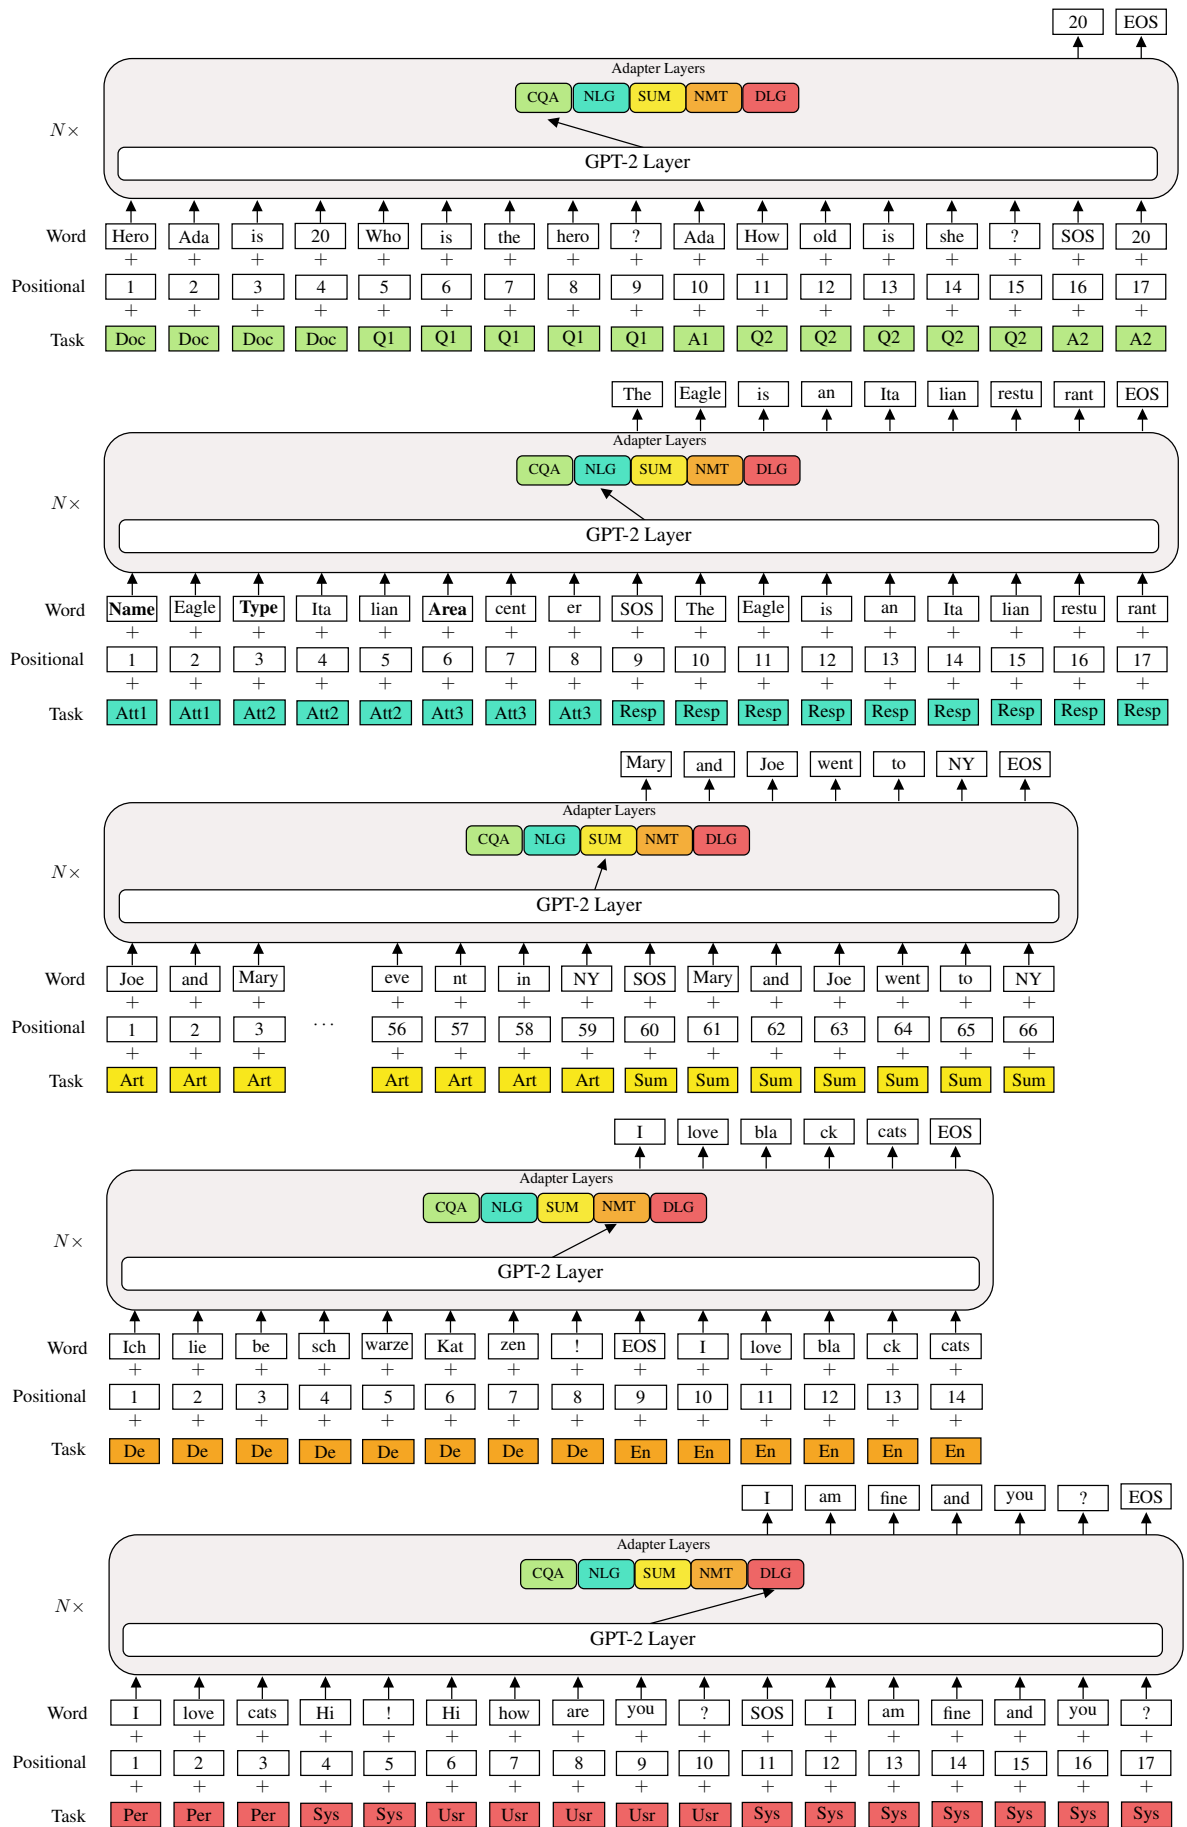 20 EOS
Adapter Layers
CQA NLG SUM NMT DLG
N×
GPT-2 Layer
Word Hero Ada is 20 Who is the hero ? Ada How old is she ? SOS 20
+ + + + + + + + + + + + + + + + +
Positional 1 2 3 4 5 6 7 8 9 10 11 12 13 14 15 16 17
+ + + + + + + + + + + + + + + + +
Task Doc Doc Doc Doc Q1 Q1 Q1 Q1 Q1 A1 Q2 Q2 Q2 Q2 Q2 A2 A2
The Eagle is an Ita lian restu rant EOS
Adapter Layers
CQA NLG SUM NMT DLG
N×
GPT-2 Layer
Word Name Eagle Type Ita lian Area cent er SOS The Eagle is an Ita lian restu rant
+ + + + + + + + + + + + + + + + +
Positional 1 2 3 4 5 6 7 8 9 10 11 12 13 14 15 16 17
+ + + + + + + + + + + + + + + + +
Task Att1 Att1 Att2 Att2 Att2 Att3 Att3 Att3 Resp Resp Resp Resp Resp Resp Resp Resp Resp
Mary and Joe went to NY EOS
Adapter Layers
CQA NLG SUM NMT DLG
N×
GPT-2 Layer
Word Joe and Mary eve nt in NY SOS Mary and Joe went to NY
+ + + + + + + + + + + + + +
Positional 1 2 3 ... 56 57 58 59 60 61 62 63 64 65 66
+ + + + + + + + + + + + + +
Task Art Art Art Art Art Art Art Sum Sum Sum Sum Sum Sum Sum
I love bla ck cats EOS
Adapter Layers
CQA NLG SUM NMT DLG
N×
GPT-2 Layer
Word Ich lie be sch warze Kat zen ! EOS I love bla ck cats
+ + + + + + + + + + + + + +
Positional 1 2 3 4 5 6 7 8 9 10 11 12 13 14
+ + + + + + + + + + + + + +
Task De De De De De De De De En En En En En En
I am fine and you ? EOS
Adapter Layers
CQA NLG SUM NMT DLG
N×
GPT-2 Layer
Word I love cats Hi ! Hi how are you ? SOS I am fine and you ?
+ + + + + + + + + + + + + + + + +
Positional 1 2 3 4 5 6 7 8 9 10 11 12 13 14 15 16 17
+ + + + + + + + + + + + + + + + +
Task Per Per Per Sys Sys Usr Usr Usr Usr Usr Sys Sys Sys Sys Sys Sys Sys